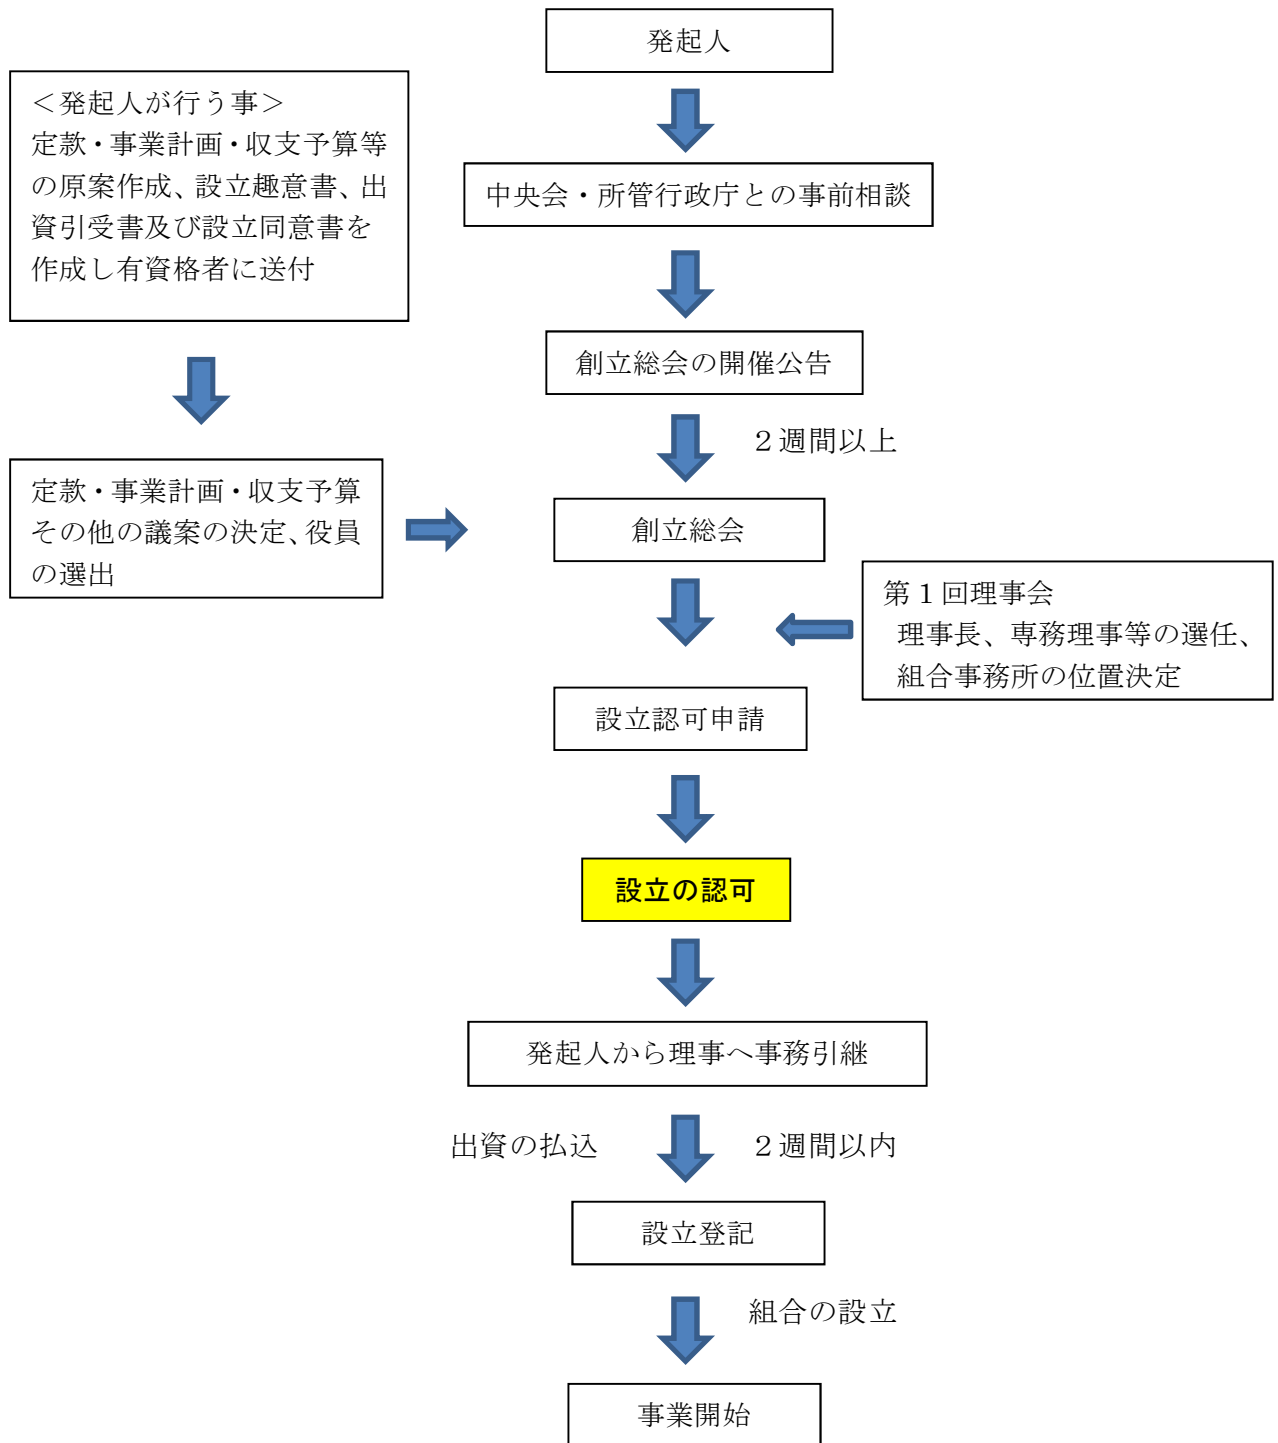 発起人
＜発起人が行う事＞
定款・事業計画・収支予算等
の原案作成、設立趣意書、出
資引受書及び設立同意書を
作成し有資格者に送付
中央会・所管行政庁との事前相談
創立総会の開催公告
２週間以上
定款・事業計画・収支予算
その他の議案の決定、役員
の選出
創立総会
第１回理事会
理事長、専務理事等の選任、
組合事務所の位置決定
設立認可申請
設立の認可
発起人から理事へ事務引継
出資の払込
２週間以内
設立登記
組合の設立
事業開始